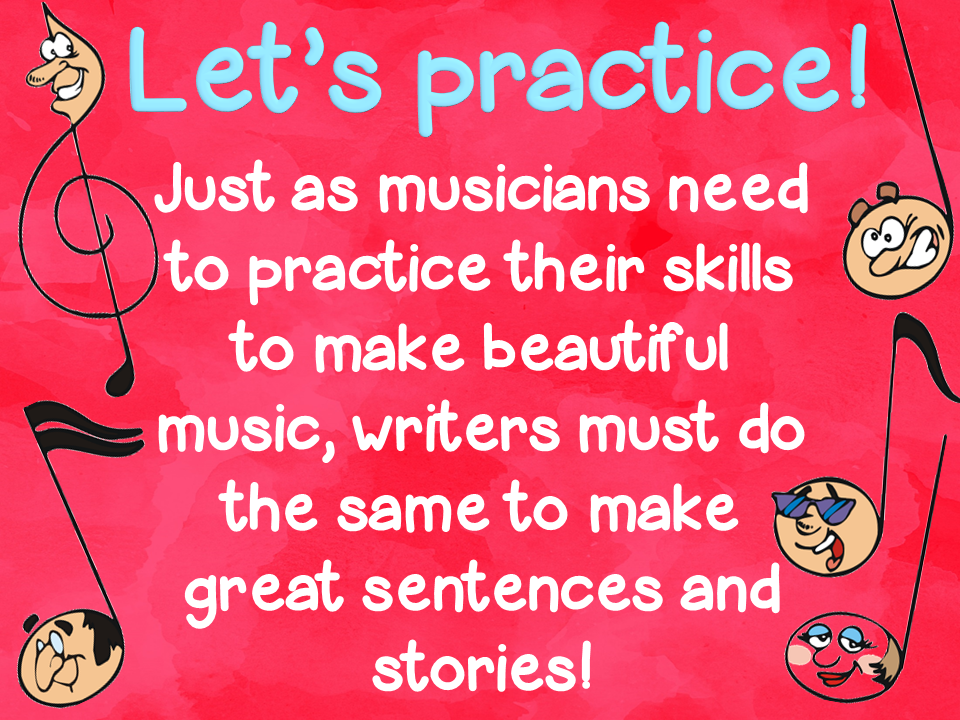 Let's practice!
Just as musicians need
to practice their skills
to make beautiful
music, writers must do
the same to make
great sentences and
stories!